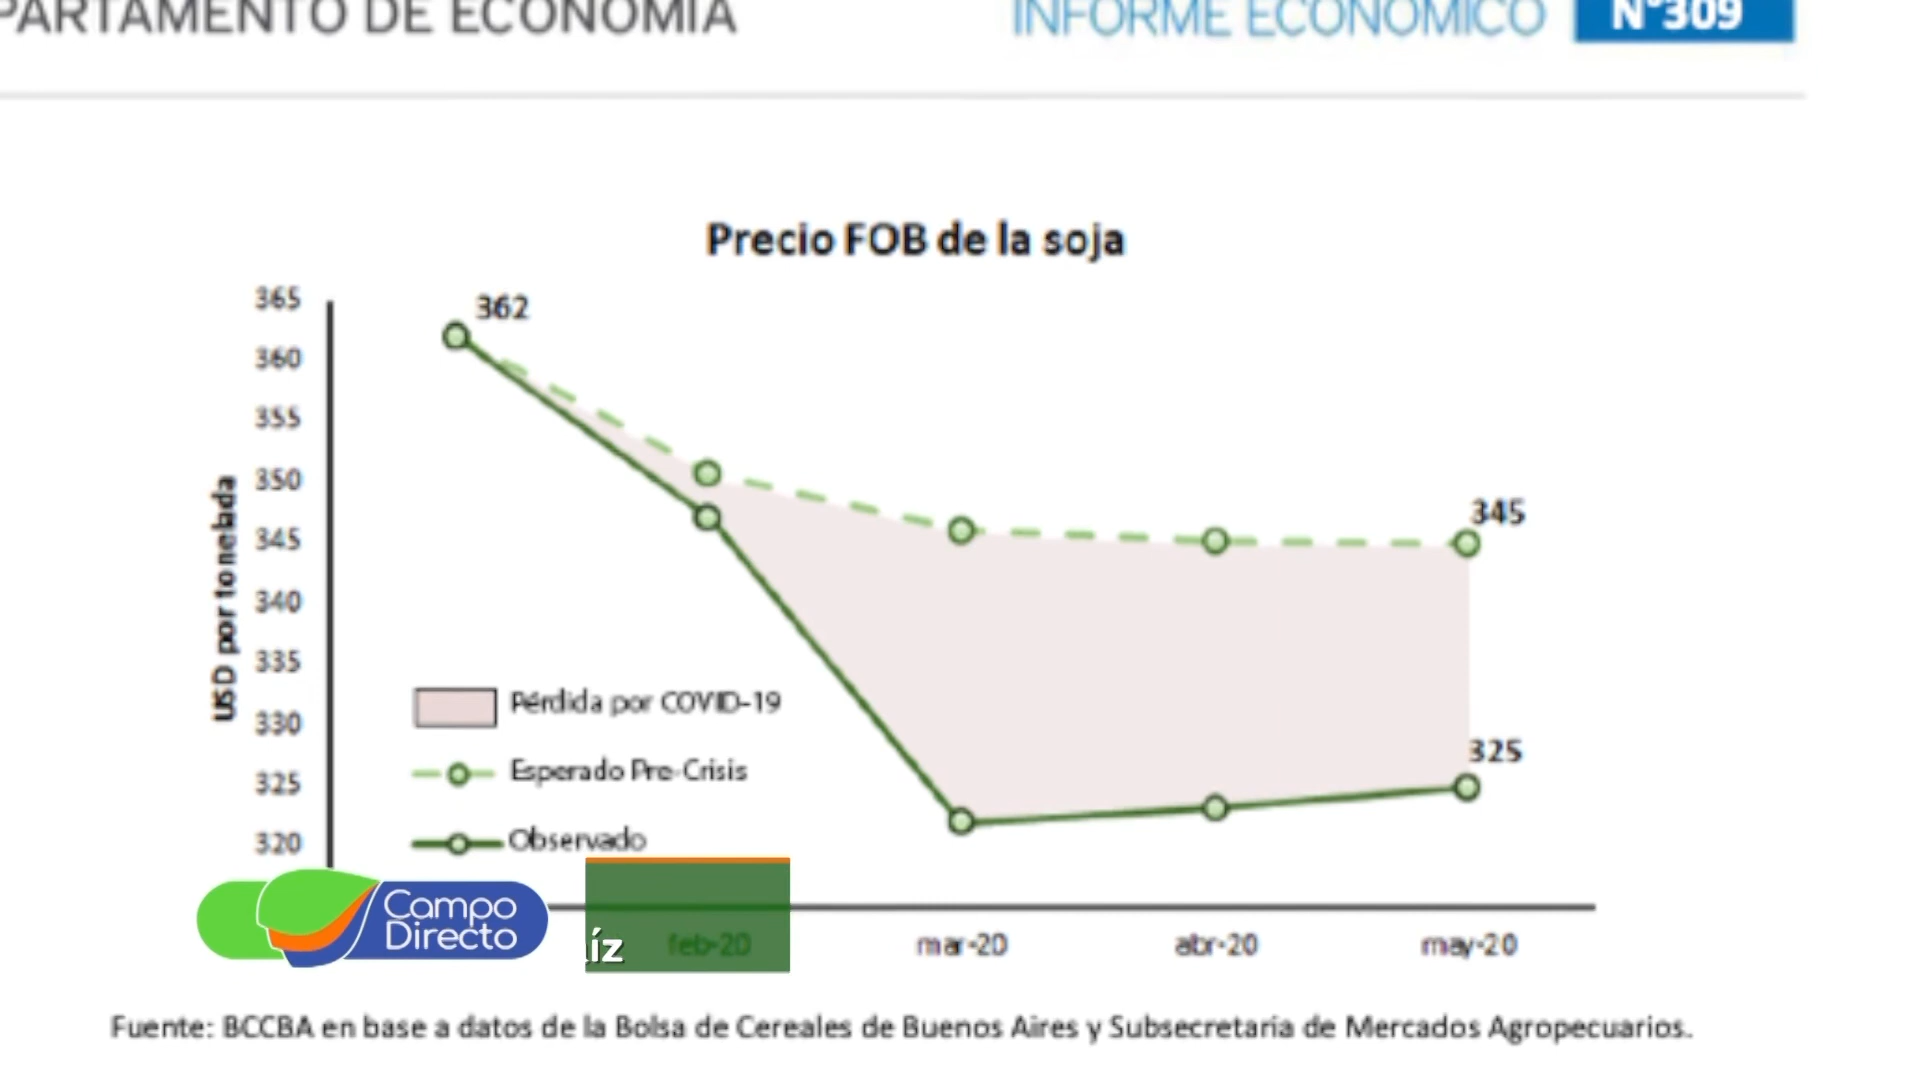 PARTAMENTO DE ECONOMÍA
INFORME ECONÓMICO N°309
Precio FOB de la soja
USD por tonelada
365
360
355
350
345
340
335
330
325
320
362
345
325
Pérdida por COVID-19
Esperado Pre-Crisis
Observado
Campo
Directo
íz
feb-20
mar-20
abr-20
may-20
Fuente: BCCBA en base a datos de la Bolsa de Cereales de Buenos Aires y Subsecretaría de Mercados Agropecuarios.